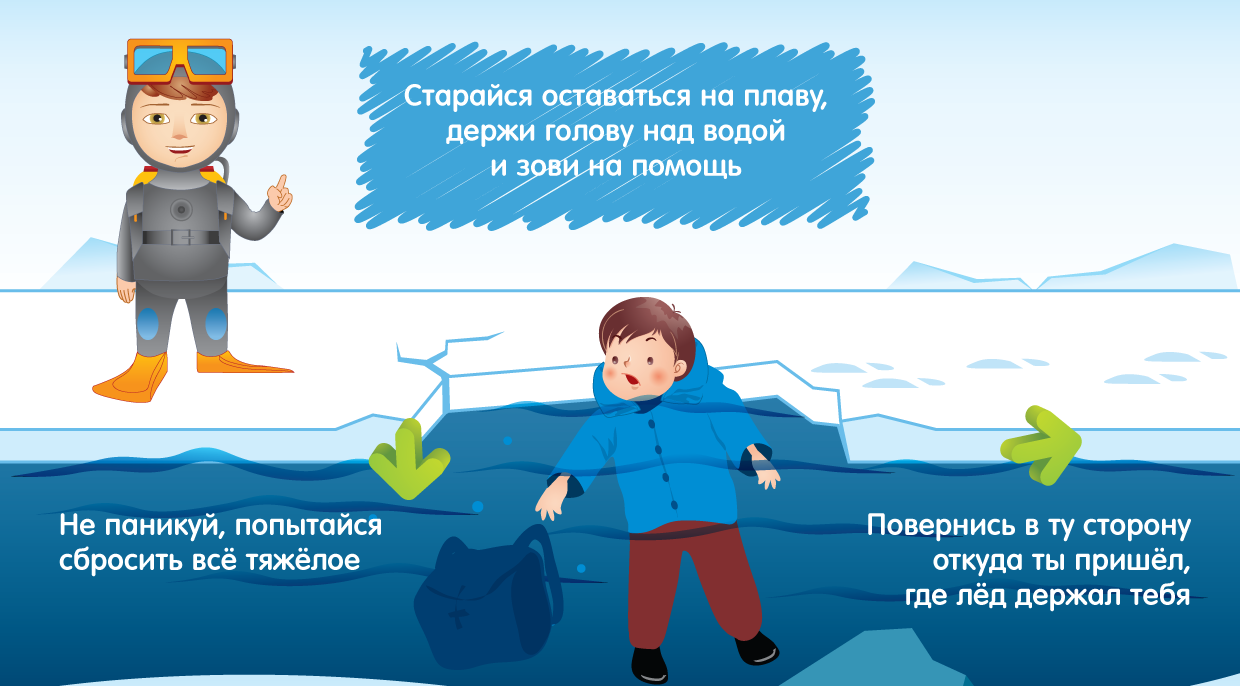 Старайся оставаться на плаву,
держи голову над водой
и зови на помощь
Не паникуй, попытайся
сбросить всё тяжёлое
Повернись в ту сторону
откуда ты пришёл,
где лёд держал тебя